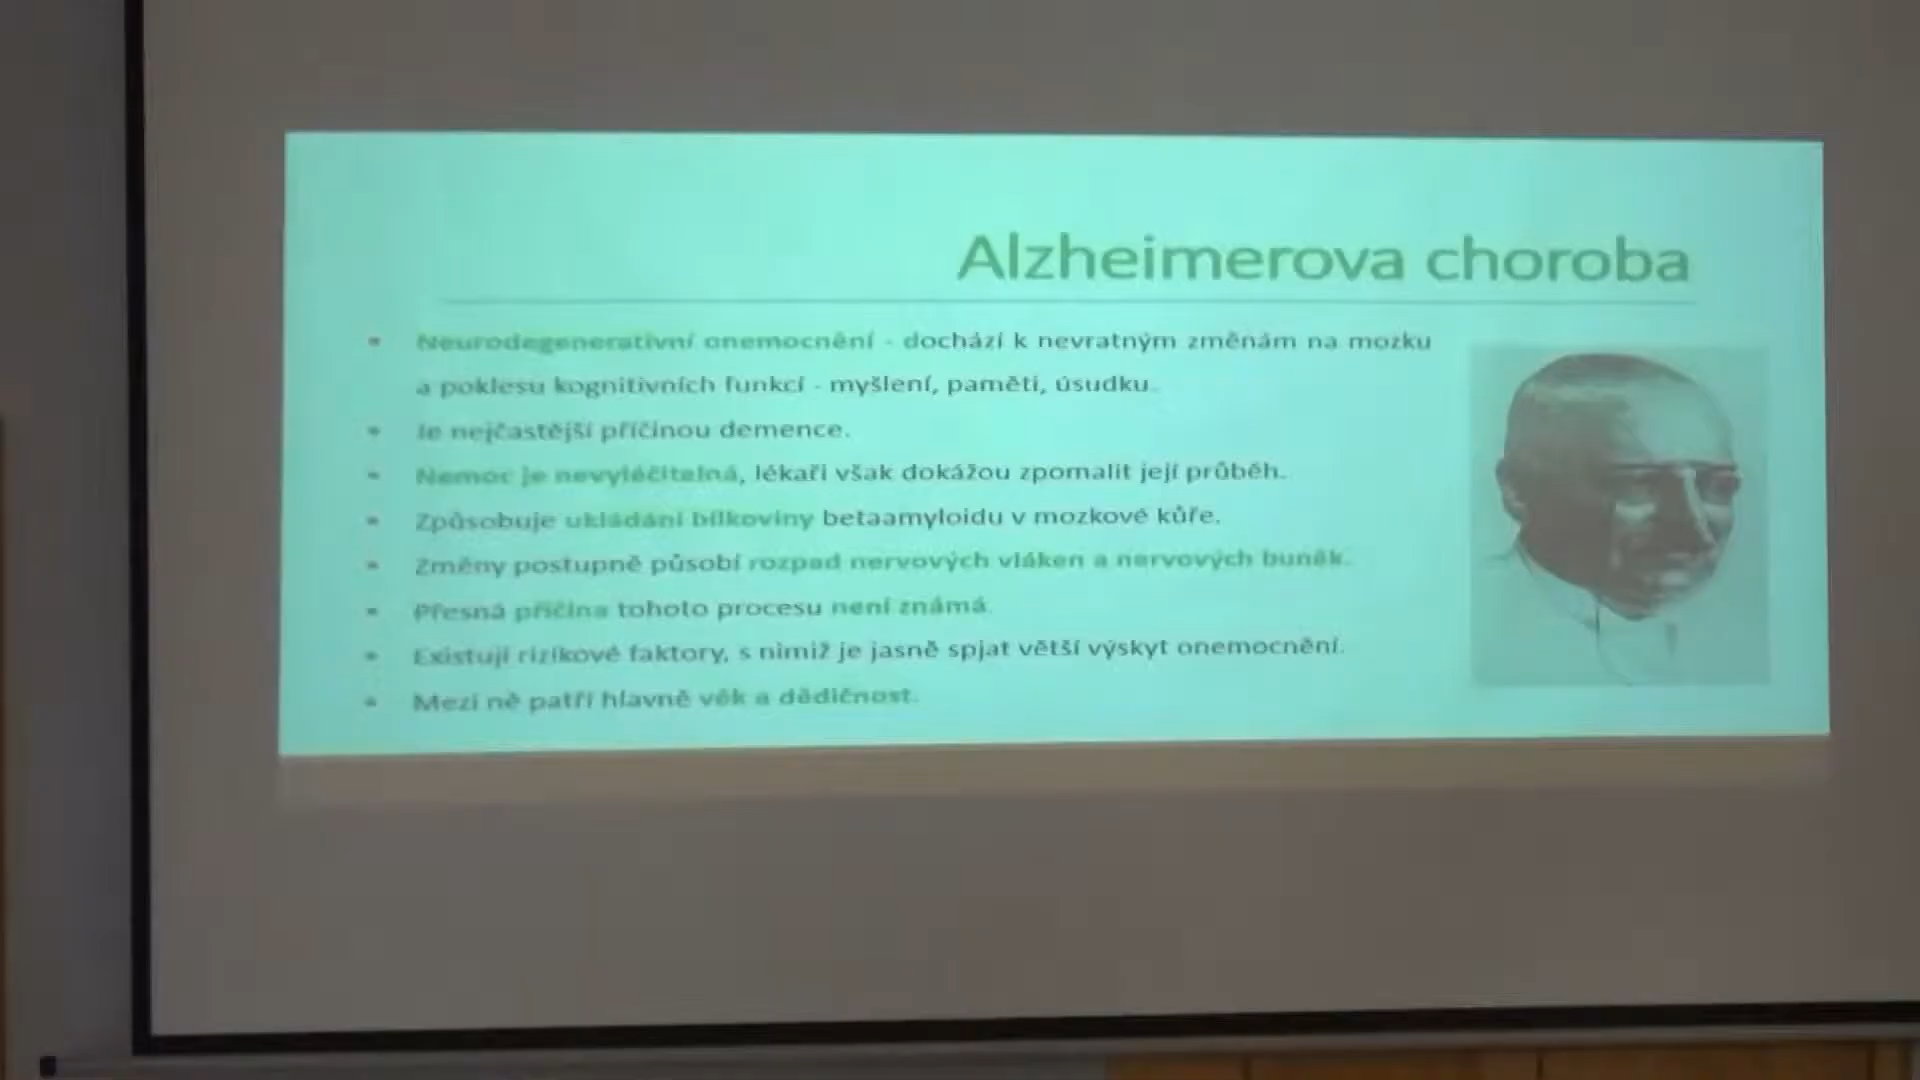 Alzheimerova choroba
Neurodegenerativní onemocnění - dochází k nevratným změnám na mozku
a poklesu kognitivních funkcí - myšlení, paměti, úsudku.
Je nejčastější příčinou demence.
Nemoc je nevyléčitelná, lékaři však dokážou zpomalit její průběh.
Způsobuje ukládání bílkoviny betaamyloidu v mozkové kůře.
Změny postupně působí rozpad nervových vláken a nervových buněk.
Přesná příčina tohoto procesu není známá.
Existují rizikové faktory, s nimiž je jasně spjat větší výskyt onemocnění.
Mezi ně patří hlavně věk a dědičnost.